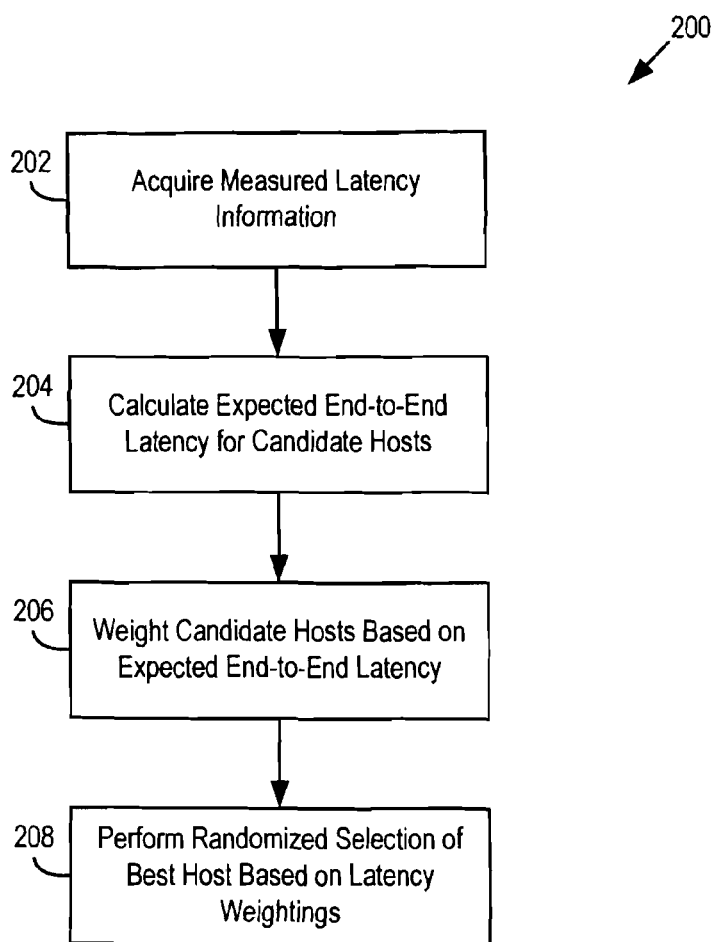 200
202
Acquire Measured Latency
Information
204
Calculate Expected End-to-End
Latency for Candidate Hosts
206
Weight Candidate Hosts Based on
Expected End-to-End Latency
208
Perform Randomized Selection of
Best Host Based on Latency
Weightings